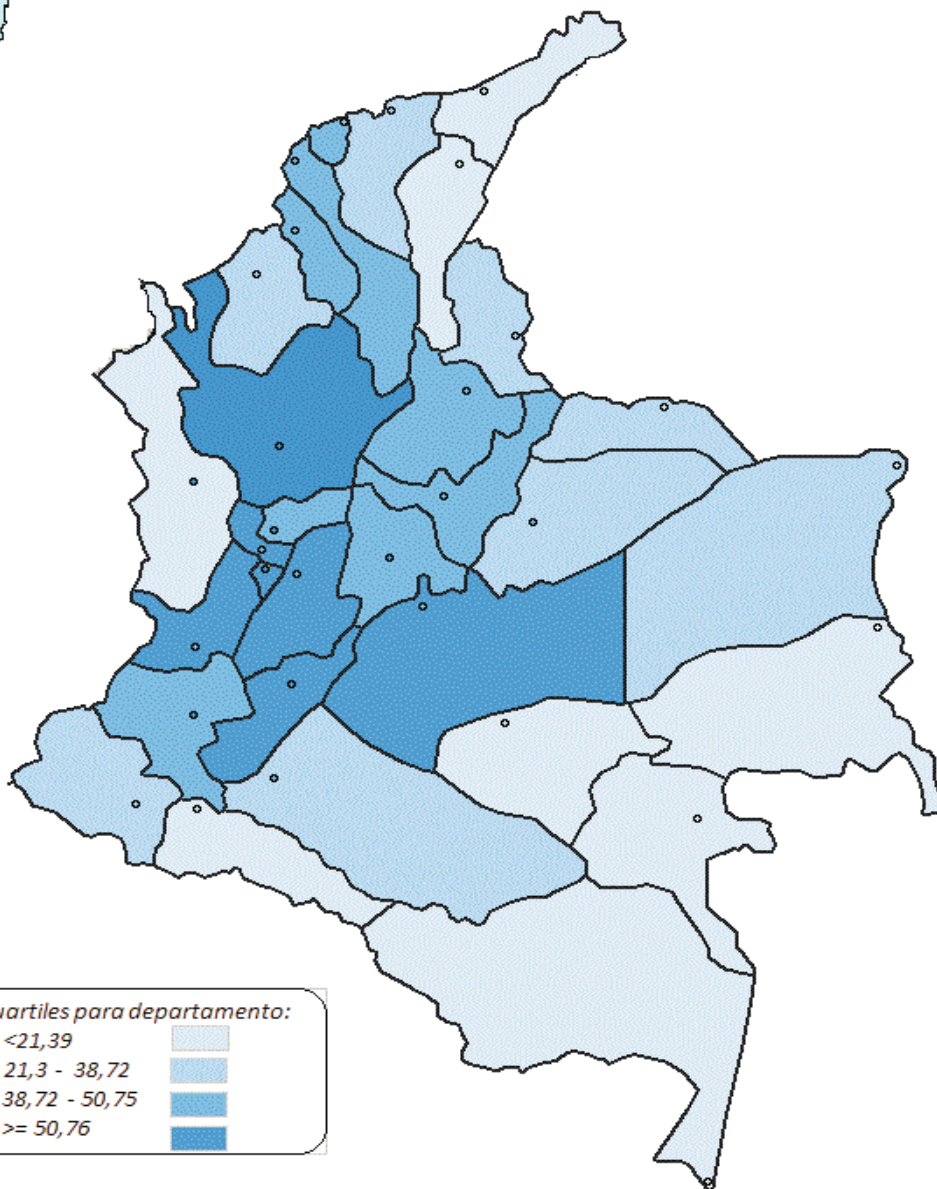 uartiles para departamento:
<21,39
21,3 - 38,72
38,72 - 50,75
>= 50,76